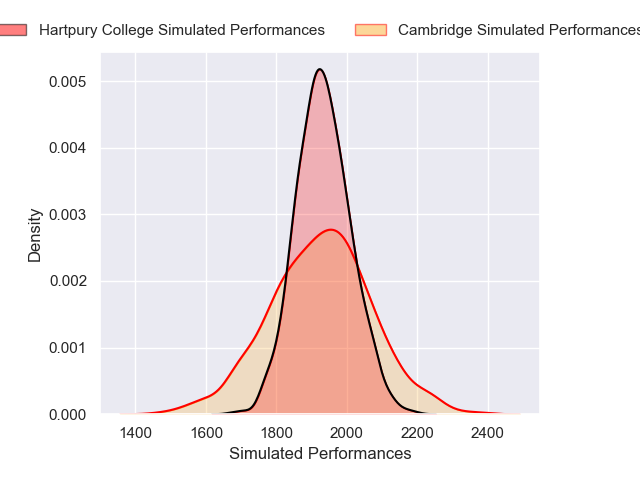 Hartpury College Simulated Performances Cambridge Simulated Performances
0.005
0.004
0.003
0.002
0.001
0.000
Density
1400 1600 1800 2000 2200 2400
Simulated Performances